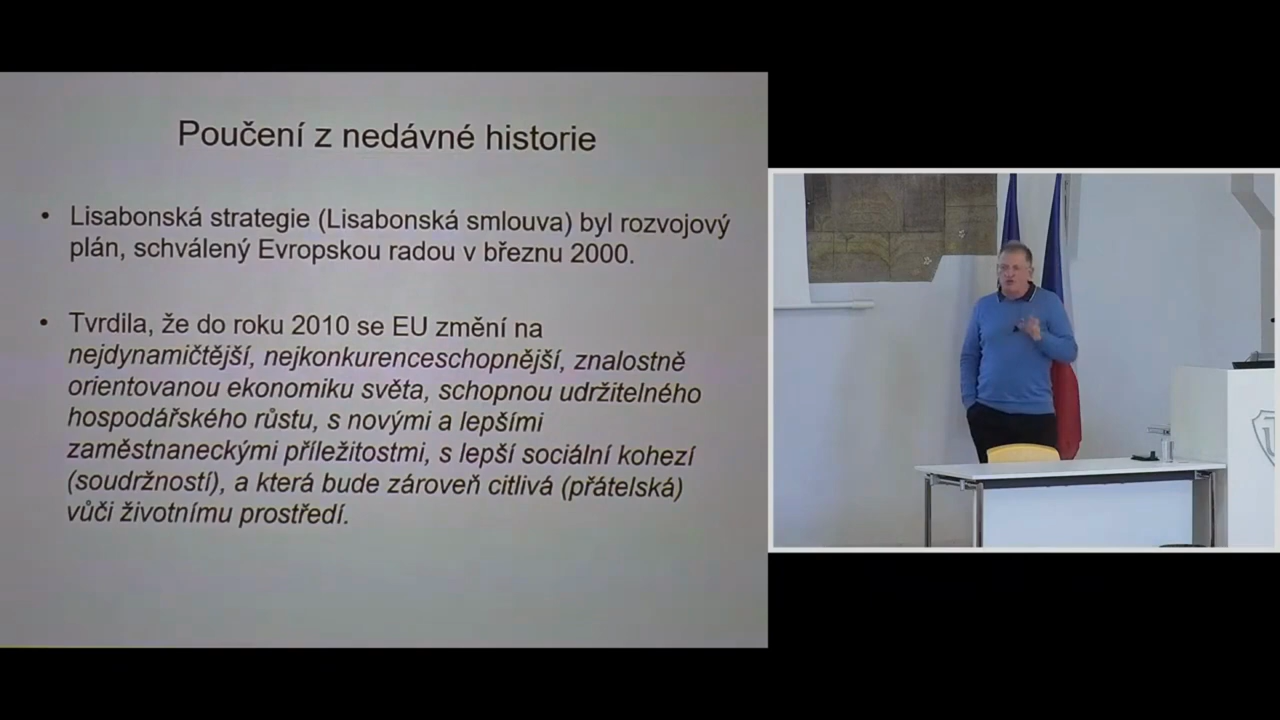 Poučení z nedávné historie
• Lisabonská strategie (Lisabonská smlouva) byl rozvojový
plán, schválený Evropskou radou v březnu 2000.
• Tvrdila, že do roku 2010 se EU změní na
nejdynamičtější, nejkonkurenceschopnější, znalostně
orientovanou ekonomiku světa, schopnou udržitelného
hospodářského růstu, s novými a lepšími
zaměstnaneckými příležitostmi, s lepší sociální kohezí
(soudržností), a která bude zároveň citlivá (přátelská)
vůči životnímu prostředí.